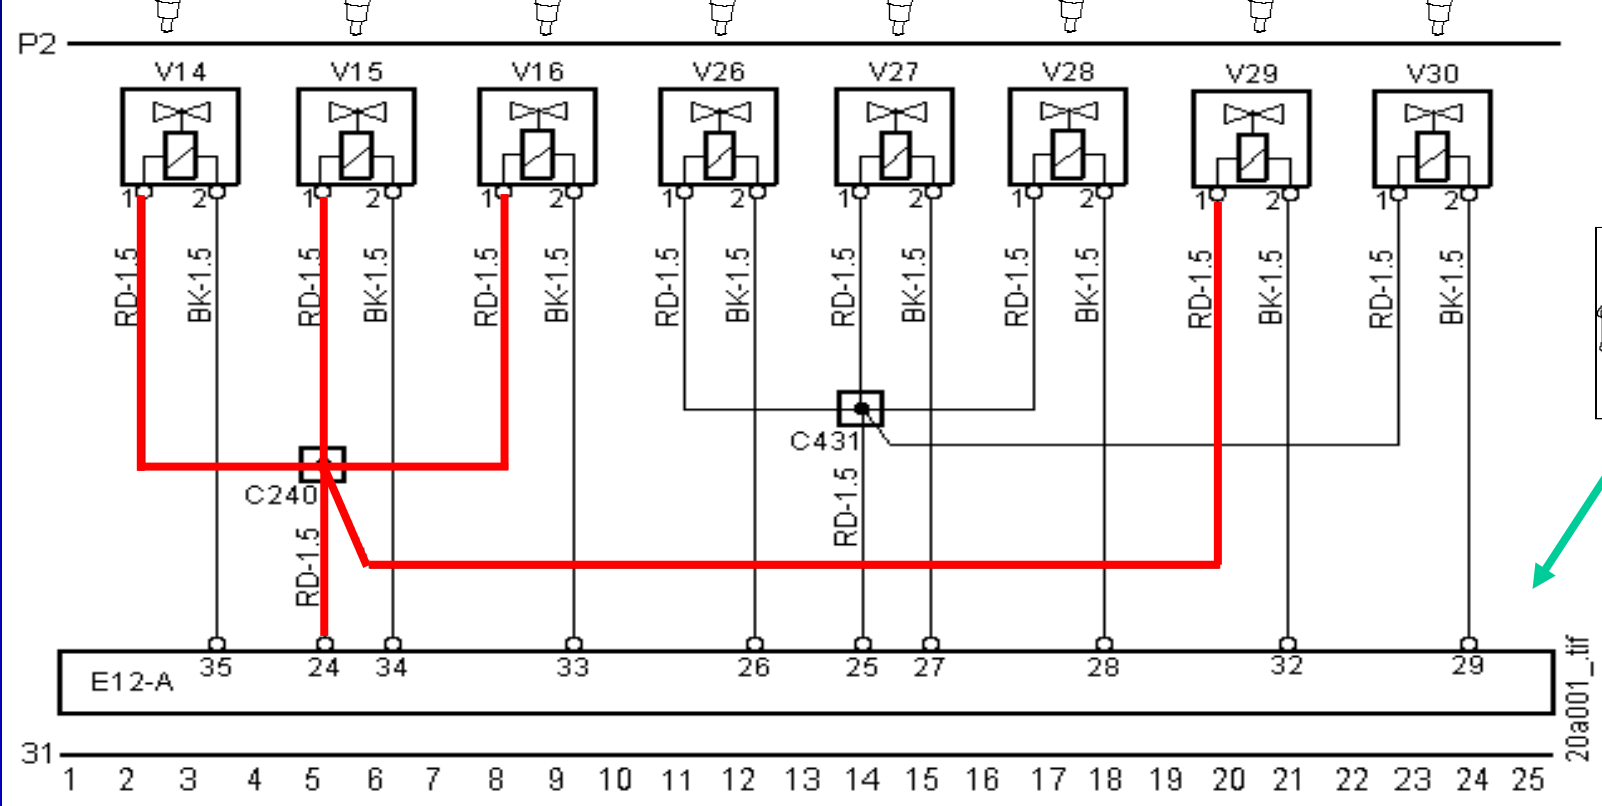 P2
V14 V15 V16 V26 V27 V28 V29 V30
1 2 1 2 1 2 1 2 1 2 1 2 1 2 1 2
RD-1.5 BK-1.5 RD-1.5 BK-1.5 RD-1.5 BK-1.5 RD-1.5 BK-1.5 RD-1.5 BK-1.5 RD-1.5 BK-1.5 RD-1.5 BK-1.5 RD-1.5 BK-1.5
C431
C240
RD-1.5
RD-1.5
35 24 34 33 26 25 27 28 32 29
E12-A
20a001_.tif
31
1 2 3 4 5 6 7 8 9 10 11 12 13 14 15 16 17 18 19 20 21 22 23 24 25